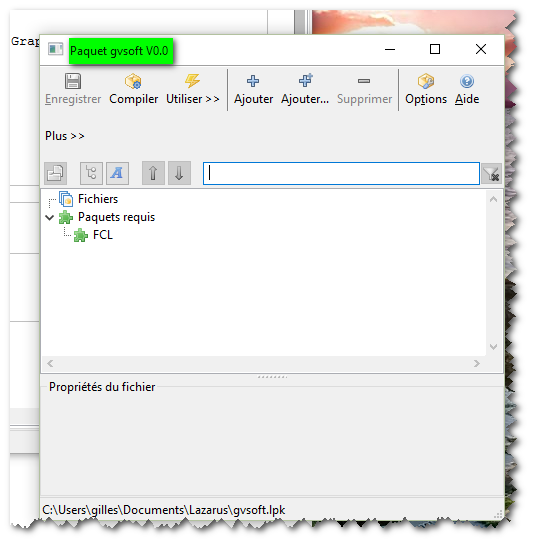 Grap
Paquet gvsoft V0.0
Enregistrer Compiler Utiliser >> Ajouter Ajouter... Supprimer Options Aide
Plus >>
Fichiers
Paquets requis
FCL
Propriétés du fichier
C:\Users\gilles\Documents\Lazarus\gvsoft.lpk